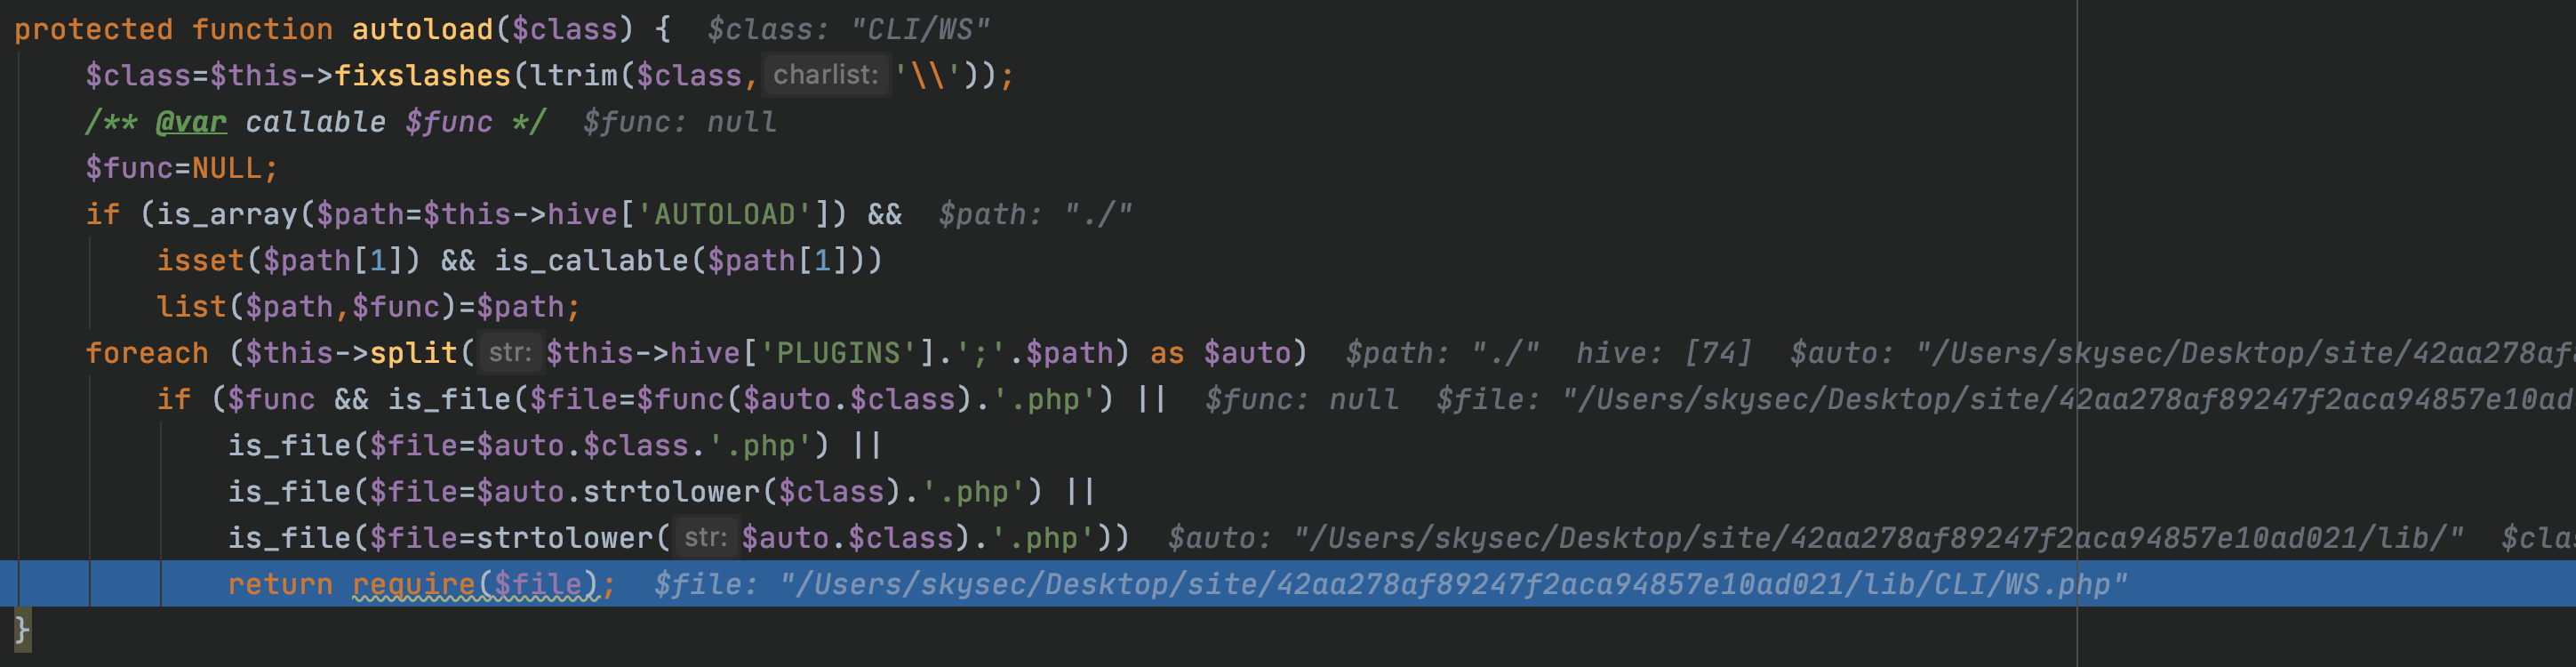 protected function autoload($class) {  $class: "CLI/WS"
$class=$this->fixslashes(ltrim($class, charlist: '\\'));
/** @var callable $func */  $func: null
$func=NULL;
if (is_array($path=$this->hive['AUTOLOAD']) &&  $path: "./"
isset($path[1]) && is_callable($path[1]))
list($path,$func)=$path;
foreach ($this->split( str: $this->hive['PLUGINS'].';'.$path) as $auto)  $path: "./"  hive: [74]  $auto: "/Users/skysec/Desktop/site/42aa278af8
if ($func && is_file($file=$func($auto.$class).'.php') ||  $func: null  $file: "/Users/skysec/Desktop/site/42aa278af89247f2aca94857e10ad
is_file($file=$auto.$class.'.php') ||
is_file($file=$auto.strtolower($class).'.php') ||
is_file($file=strtolower( str: $auto.$class).'.php'))  $auto: "/Users/skysec/Desktop/site/42aa278af89247f2aca94857e10ad021/lib/"  $clas
return require($file);  $file: "/Users/skysec/Desktop/site/42aa278af89247f2aca94857e10ad021/lib/CLI/WS.php"
}